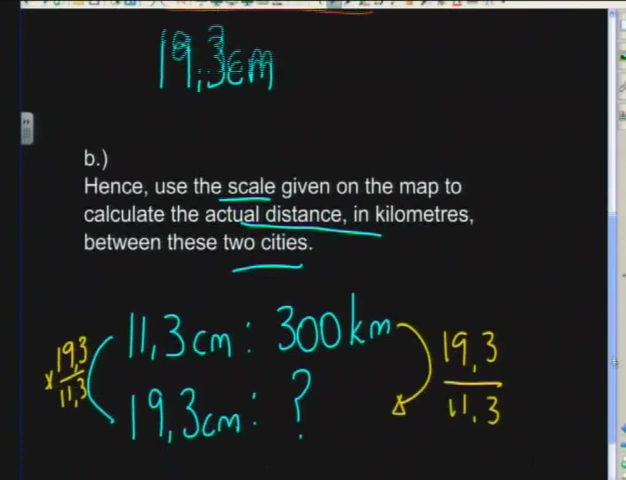 19,3cm
b.)
Hence, use the scale given on the map to
calculate the actual distance, in kilometres,
between these two cities.
11,3cm : 300km
19,3cm : ?
x 19,3
11,3
19,3
11,3